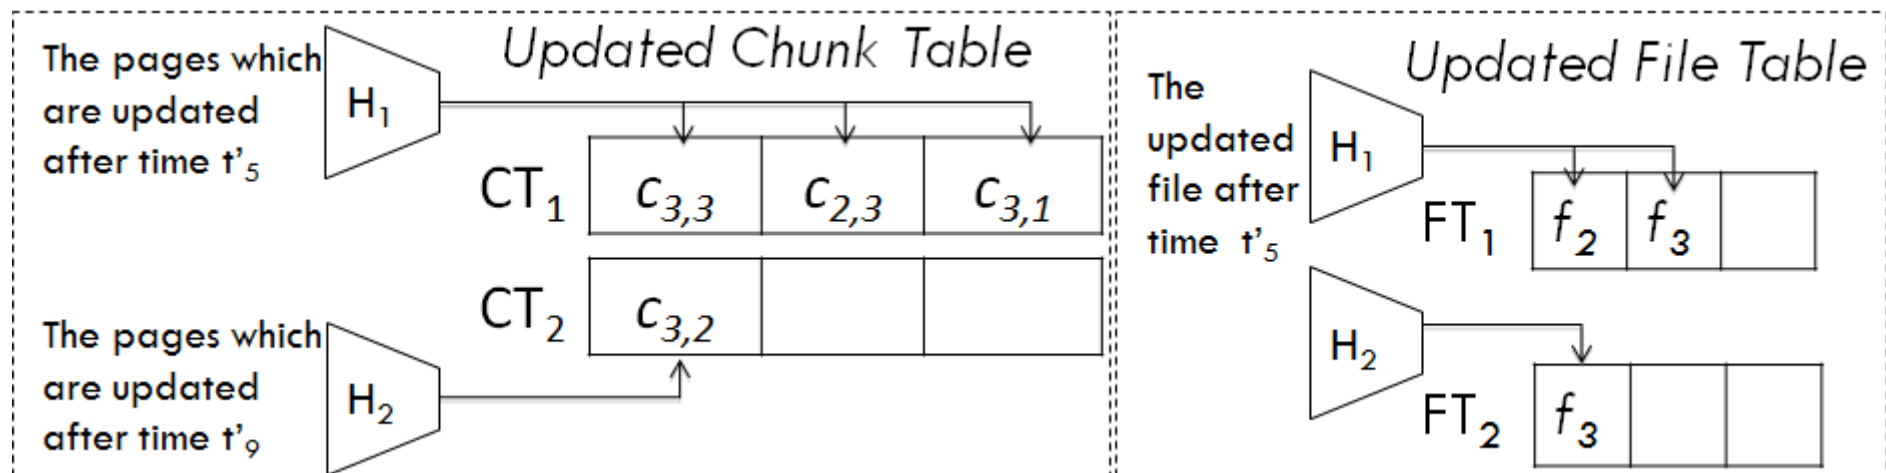 Updated Chunk Table
The pages which
are updated
after time t'5
H1
CT1 c3,3 c2,3 c3,1
CT2 c3,2
The pages which
are updated
after time t'9
H2
Updated File Table
The
updated
file after
time t'5
H1
FT1 f2 f3
H2
FT2 f3